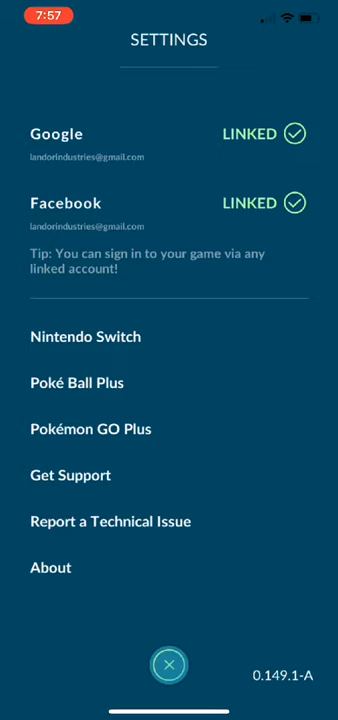 7:57
SETTINGS
Google
LINKED
landorindustries@gmail.com
Facebook
LINKED
landorindustries@gmail.com
Tip: You can sign in to your game via any
linked account!
Nintendo Switch
Poké Ball Plus
Pokémon GO Plus
Get Support
Report a Technical Issue
About
0.149.1-A